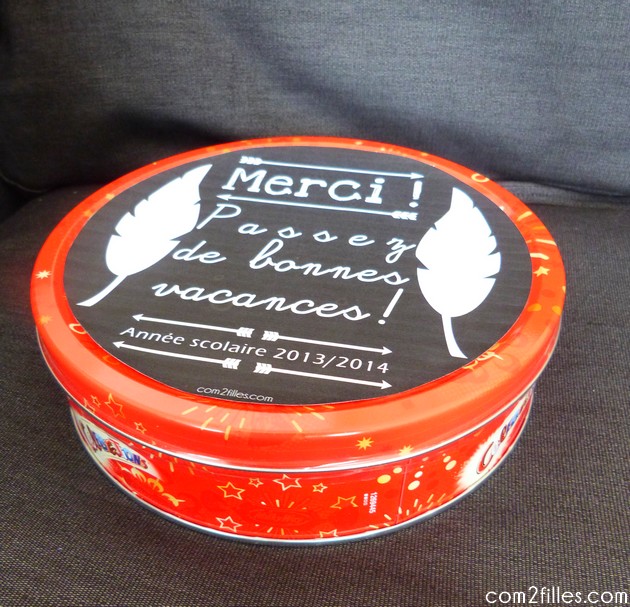 Merci !
Passez
de bonnes
vacances !
Année scolaire 2013/2014
com2filles.com
com2filles.com